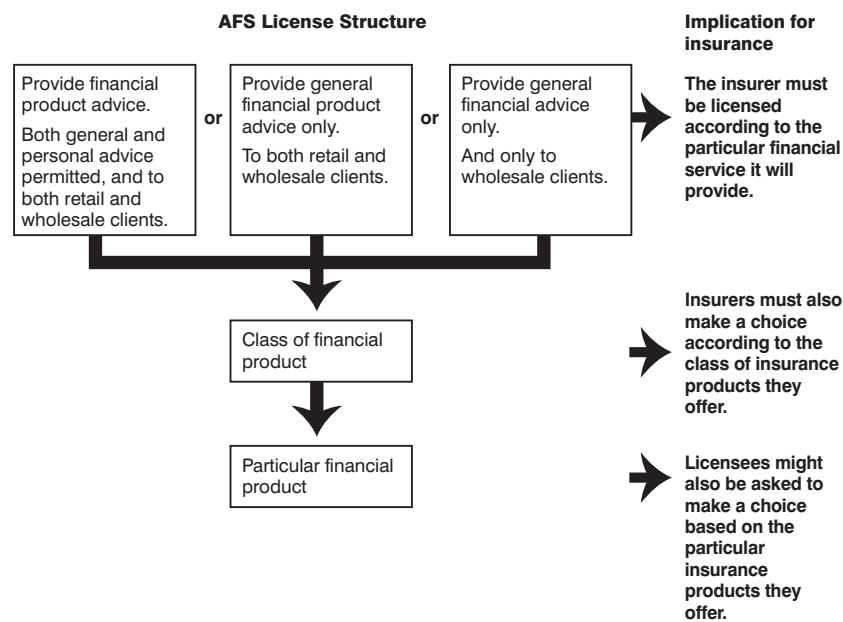 AFS License Structure
Implication for
insurance
Provide financial
product advice.
Both general and
personal advice
permitted, and to
both retail and
wholesale clients.
or
Provide general
financial product
advice only.
To both retail and
wholesale clients.
or
Provide general
financial advice
only.
And only to
wholesale clients.
The insurer must
be licensed
according to the
particular financial
service it will
provide.
Class of financial
product
Insurers must also
make a choice
according to the
class of insurance
products they
offer.
Particular financial
product
Licensees might
also be asked to
make a choice
based on the
particular
insurance
products they
offer.